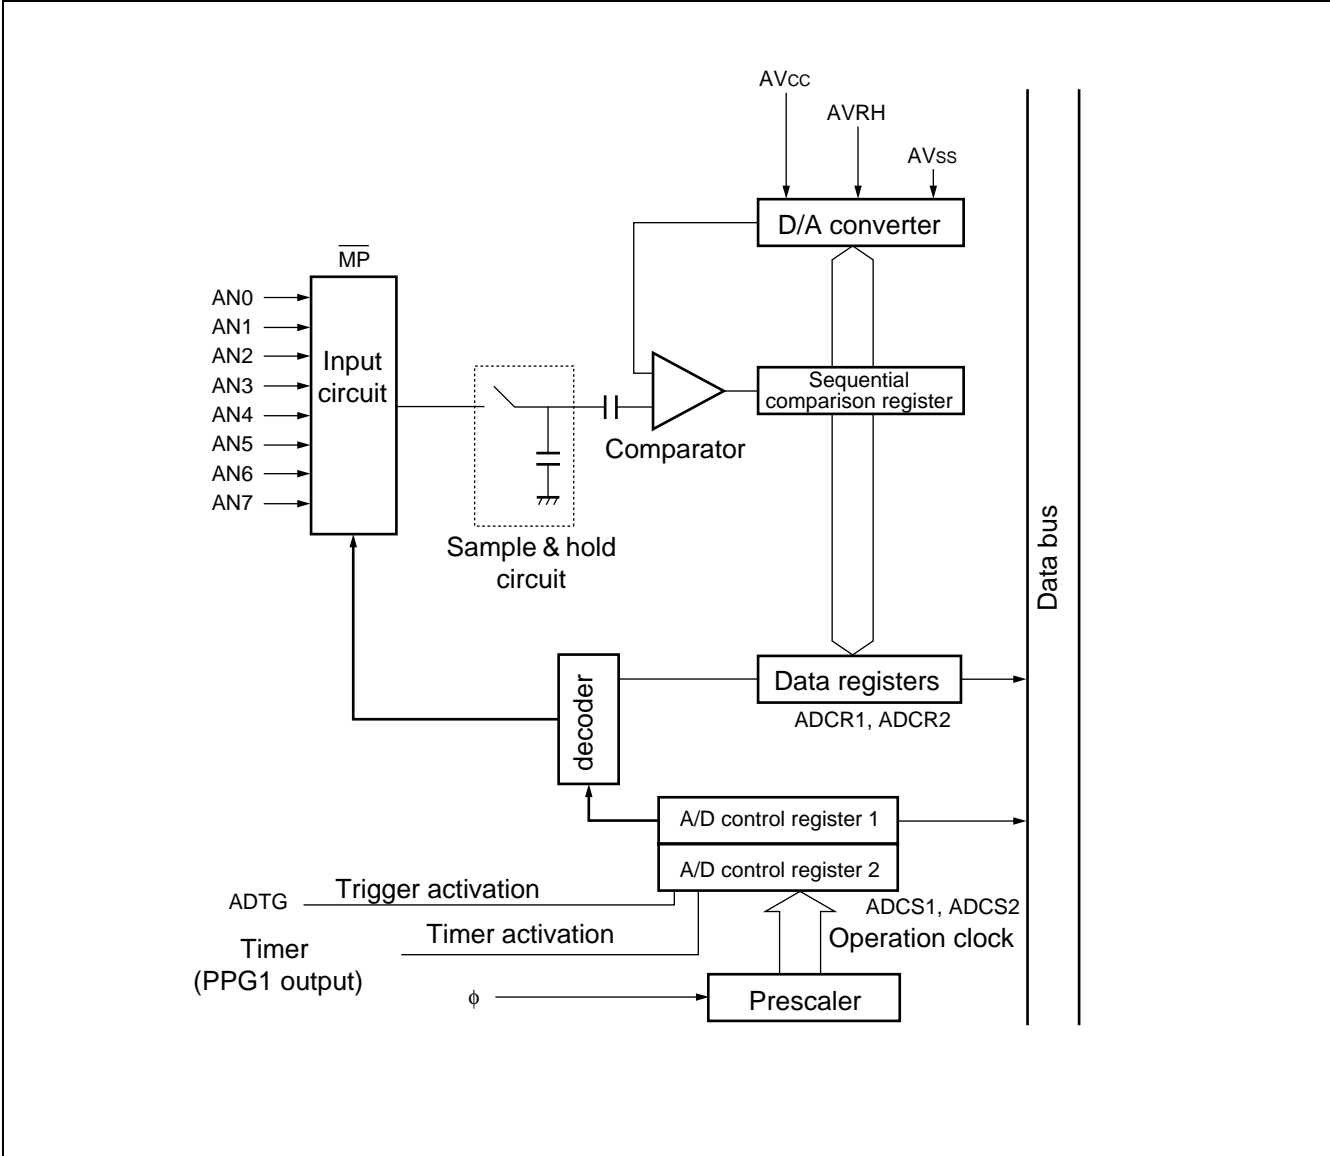 AVCC
AVRH
AVSS
D/A converter
MP
AN0
AN1
AN2
AN3
AN4
AN5
AN6
AN7
Input
circuit
Sequential
comparison register
Comparator
Sample & hold
circuit
Data bus
decoder
Data registers
ADCR1, ADCR2
A/D control register 1
A/D control register 2
ADTG
Trigger activation
ADCS1, ADCS2
Timer activation
Operation clock
Timer
(PPG1 output)
ϕ
Prescaler